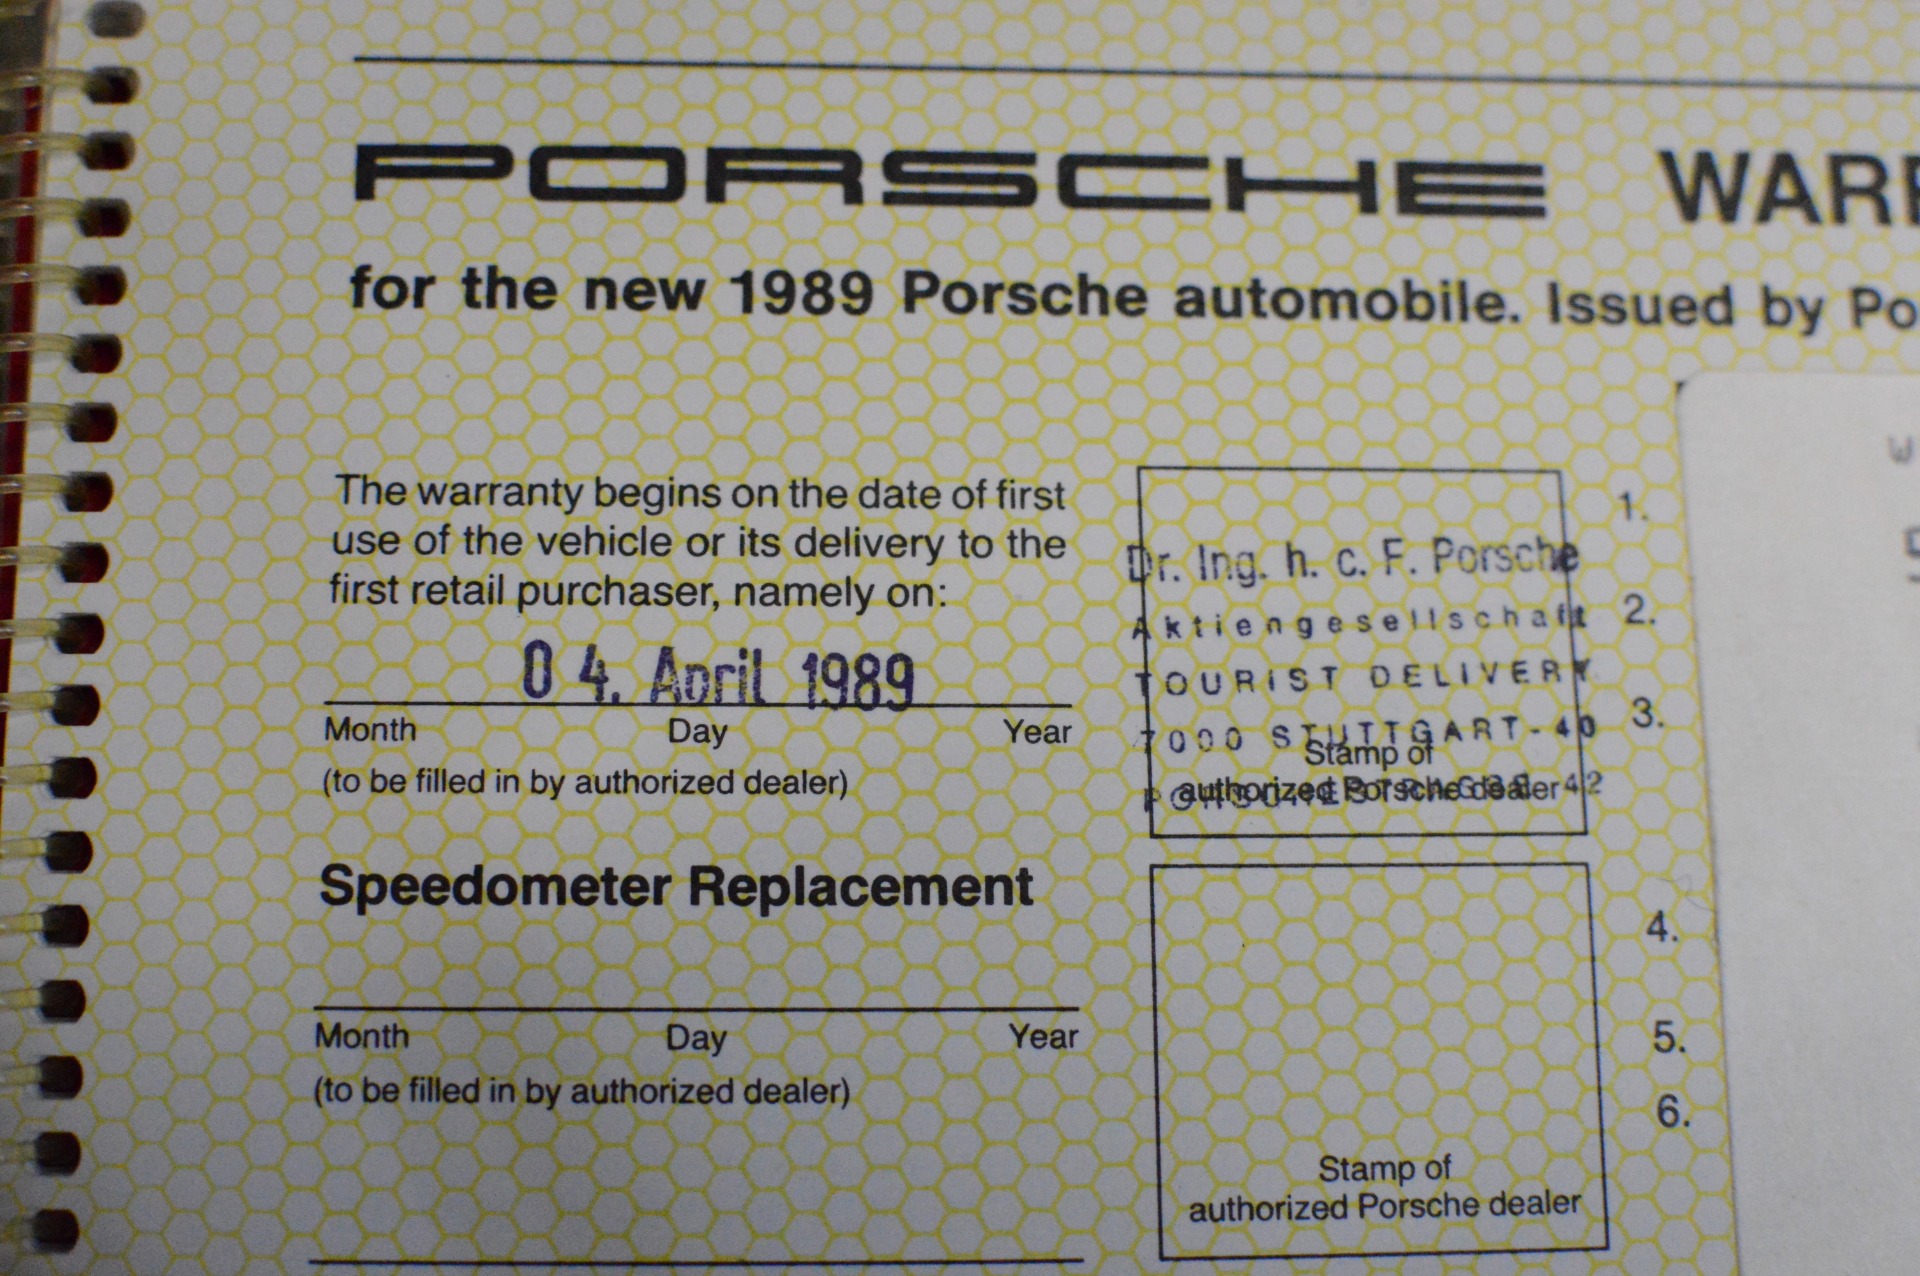 PORSCHE WARR
for the new 1989 Porsche automobile. Issued by Po
The warranty begins on the date of first
use of the vehicle or its delivery to the
first retail purchaser, namely on:
04. April 1989
Month Day Year
(to be filled in by authorized dealer)
Dr. Ing. h. c. F. Porsche
Aktiengesellschaft
TOURIST DELIVERY
7000 STUTTGART-40
Stamp of
authorized Porsche dealer
42
1.
2.
3.
Speedometer Replacement
Month Day Year
(to be filled in by authorized dealer)
Stamp of
authorized Porsche dealer
4.
5.
6.
W
5